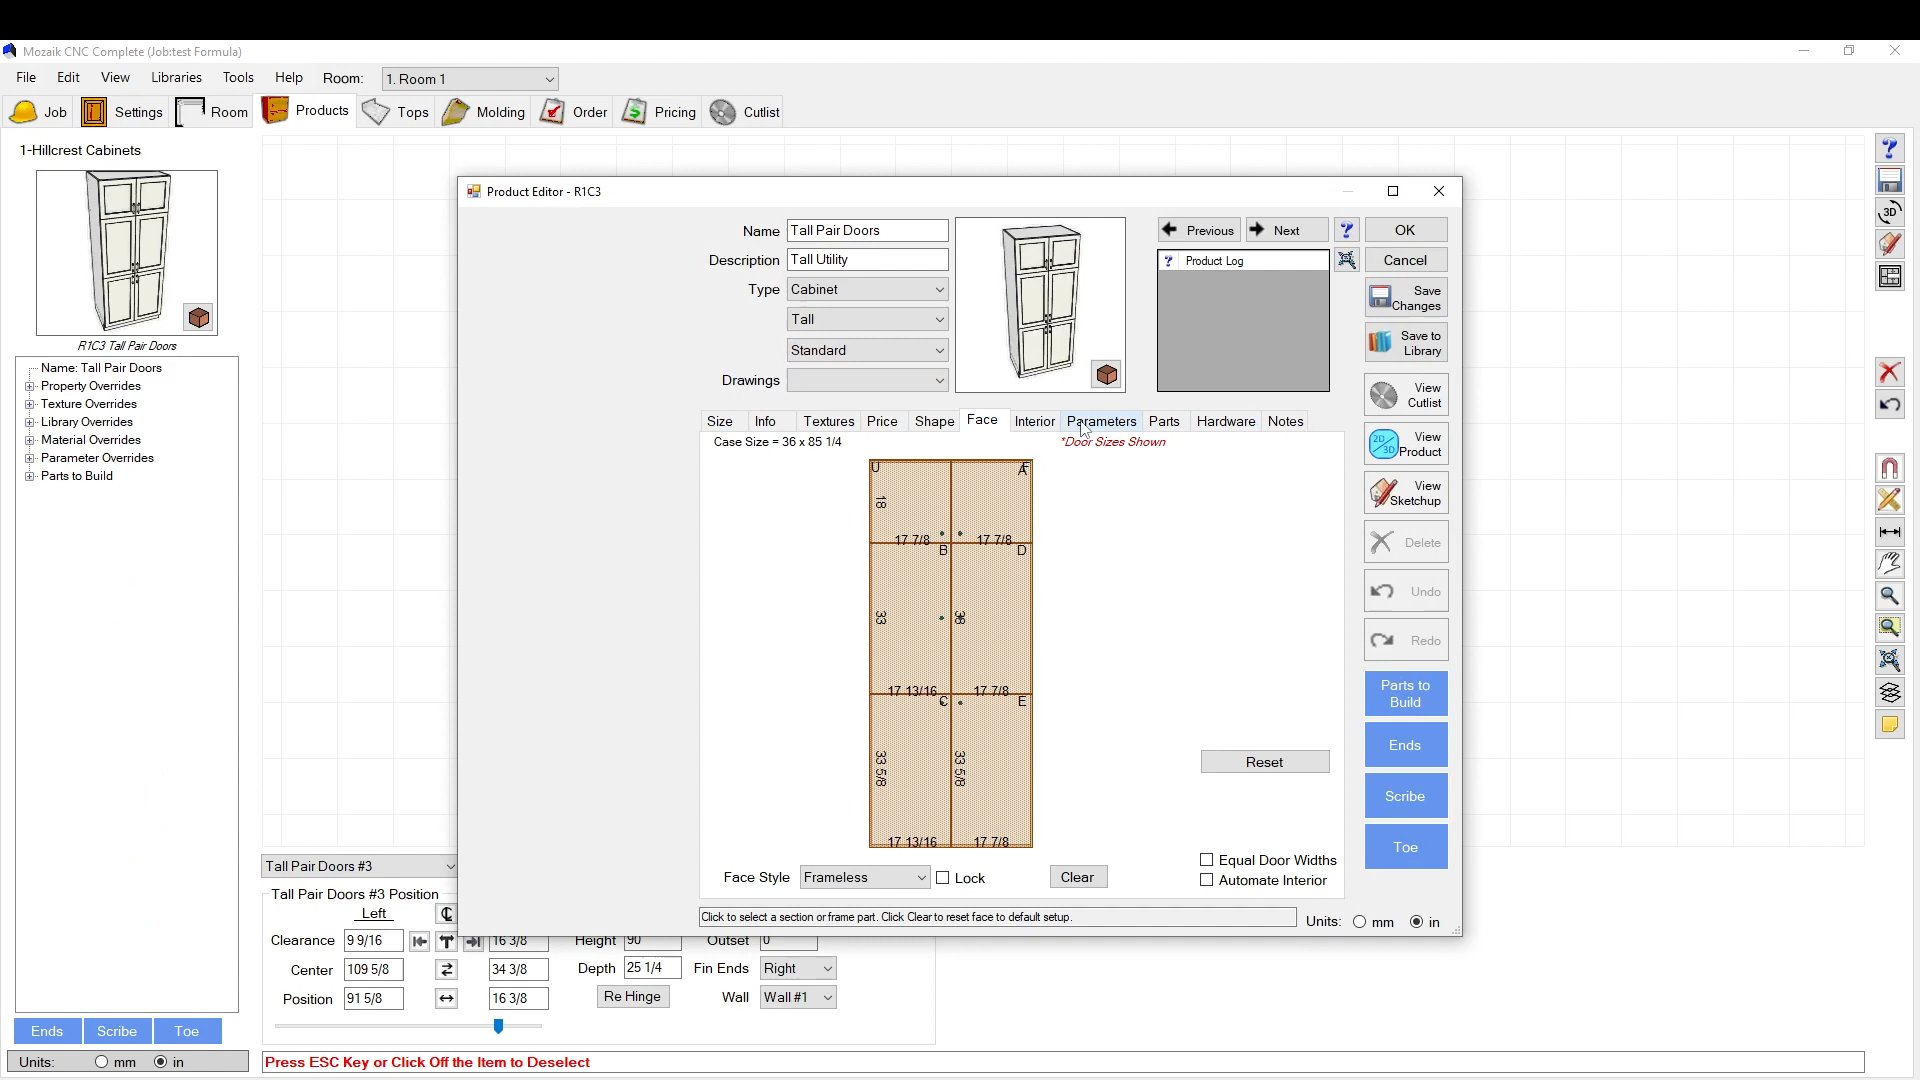 Mozaik CNC Complete (Job:test Formula)
File Edit View Libraries Tools Help Room: 1. Room 1
Job Settings Room Products Tops Molding Order Pricing Cutlist
1-Hillcrest Cabinets
R1C3 Tall Pair Doors
Name: Tall Pair Doors
Property Overrides
Texture Overrides
Library Overrides
Material Overrides
Parameter Overrides
Parts to Build
Ends Scribe Toe
Units: mm in
Product Editor - R1C3
Name Tall Pair Doors
Description Tall Utility
Type Cabinet
Tall
Standard
Drawings
Previous Next ? OK
? Product Log
Cancel
Save Changes
Save to Library
View Cutlist
2D/3D View Product
View Sketchup
Delete
Undo
Redo
Parts to Build
Ends
Scribe
Toe
Size Info Textures Price Shape Face Interior Parameters Parts Hardware Notes
Case Size = 36 x 85 1/4 *Door Sizes Shown
U A
18
17 7/8 17 7/8
B D
33
17 13/16 17 7/8
C E
33 5/8 33 5/8
17 13/16 17 7/8
Reset
Equal Door Widths
Automate Interior
Face Style Frameless Lock Clear
Click to select a section or frame part. Click Clear to reset face to default setup.
Units: mm in
Tall Pair Doors #3
Tall Pair Doors #3 Position
Left
Clearance 9 9/16 16 3/8 Height 90 Outset 0
Center 109 5/8 34 3/8 Depth 25 1/4 Fin Ends Right
Position 91 5/8 16 3/8 Re Hinge Wall Wall #1
Press ESC Key or Click Off the Item to Deselect
? 3D